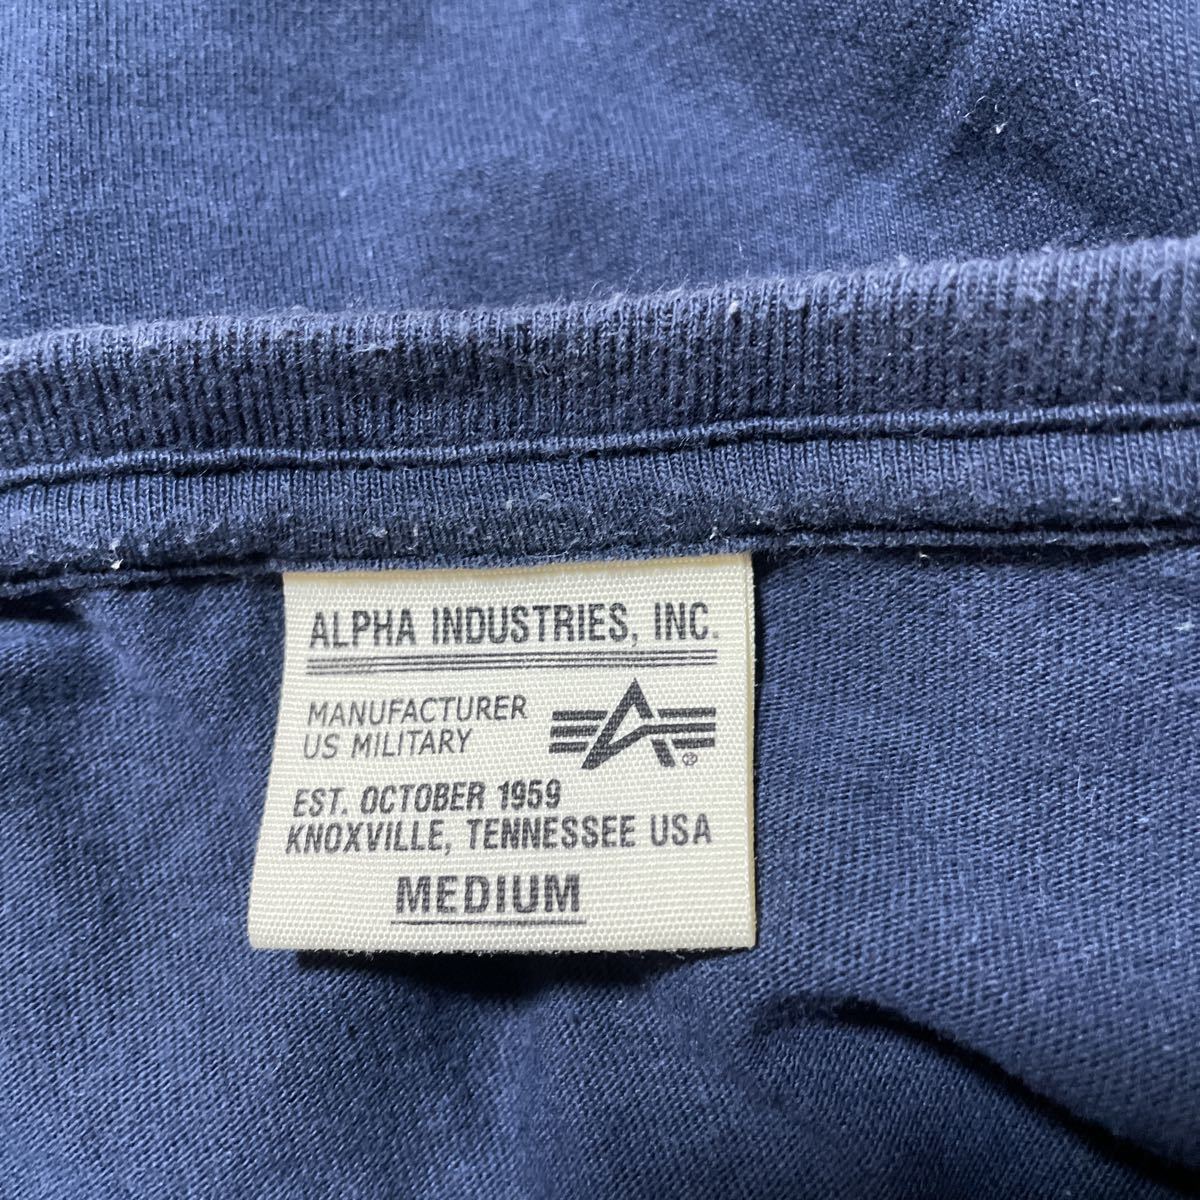 ALPHA INDUSTRIES, INC.
MANUFACTURER
US MILITARY
®
EST. OCTOBER 1959
KNOXVILLE, TENNESSEE USA
MEDIUM